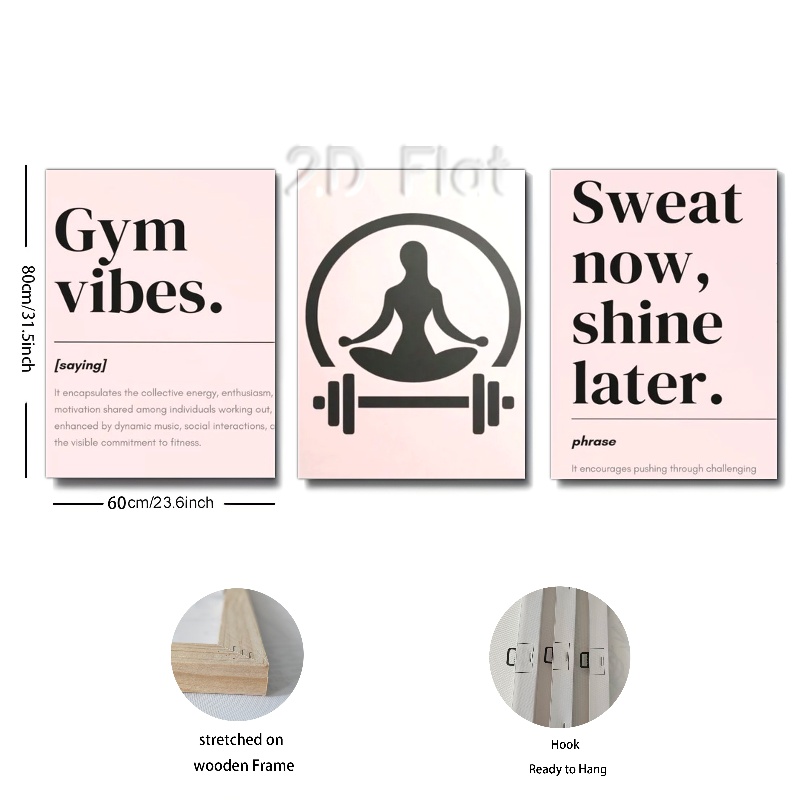 2D Flat
Gym
vibes.
[saying]
It encapsulates the collective energy, enthusiasm,
motivation shared among individuals working out,
enhanced by dynamic music, social interactions, c
the visible commitment to fitness.
Sweat
now,
shine
later.
phrase
It encourages pushing through challenging
80cm/31.5inch
60cm/23.6inch
stretched on
wooden Frame
Hook
Ready to Hang